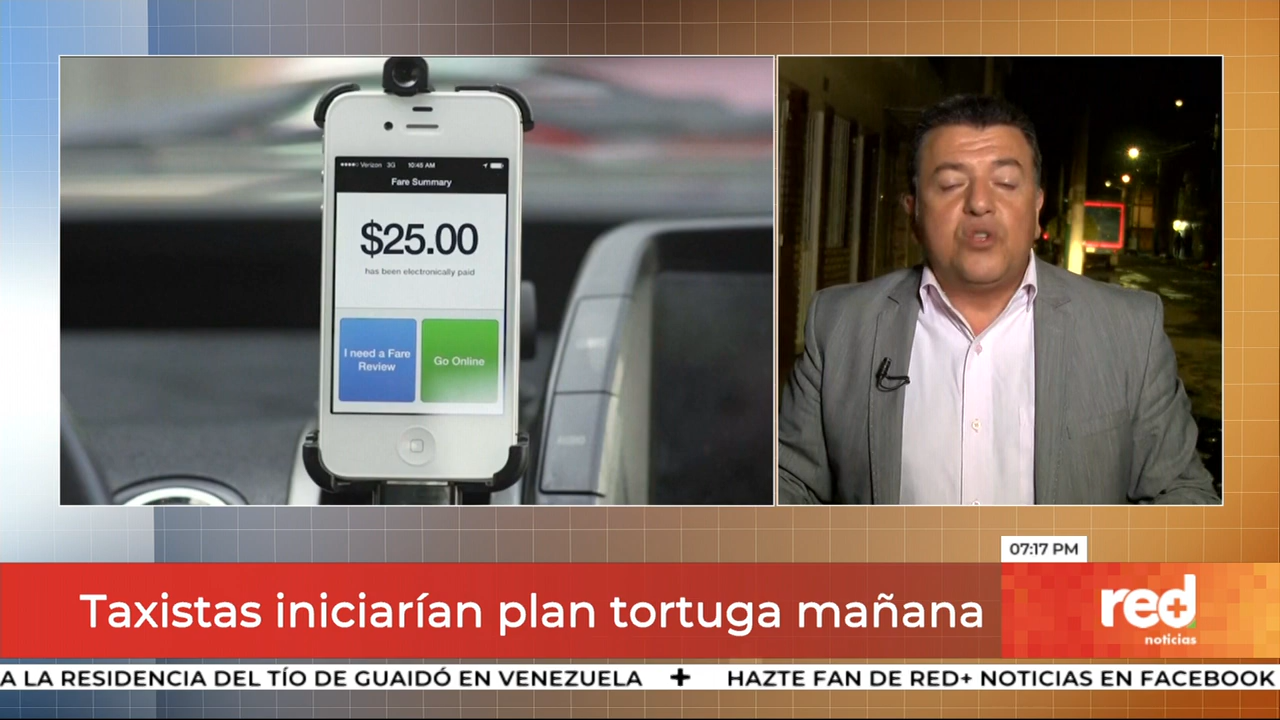 Verizon 3G 10:45 AM
Fare Summary
$25.00
has been electronically paid
I need a Fare
Review
Go Online
AUDIO
07:17 PM
Taxistas iniciarían plan tortuga mañana
red+
noticias
A LA RESIDENCIA DEL TÍO DE GUAIDÓ EN VENEZUELA + HAZTE FAN DE RED+ NOTICIAS EN FACEBOOK